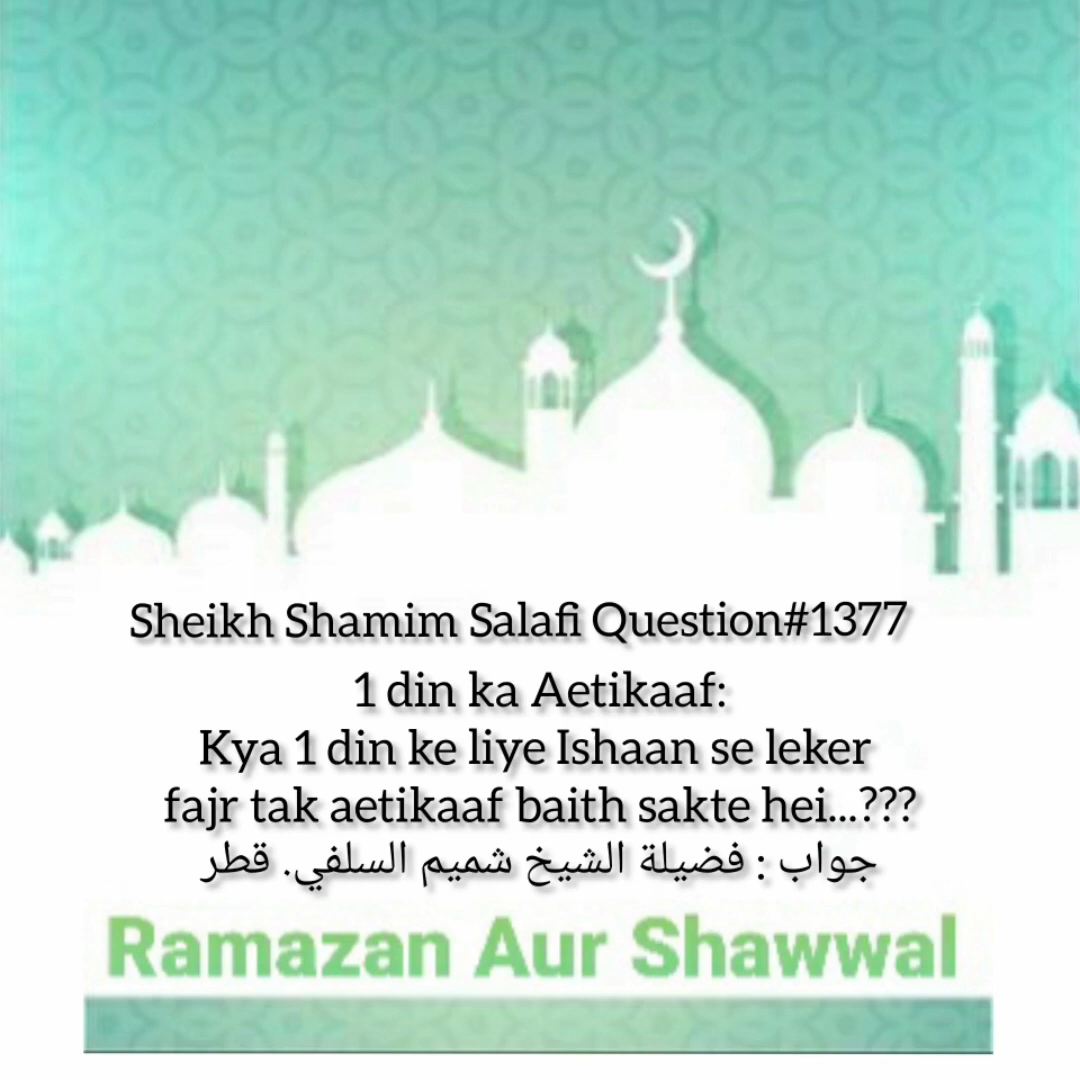 Sheikh Shamim Salafi Question#1377
1 din ka Aetikaaf:
Kya 1 din ke liye Ishaan se leker
fajr tak aetikaaf baith sakte hei...???
جواب : فضيلة الشيخ شميم السلفي. قطر
Ramazan Aur Shawwal